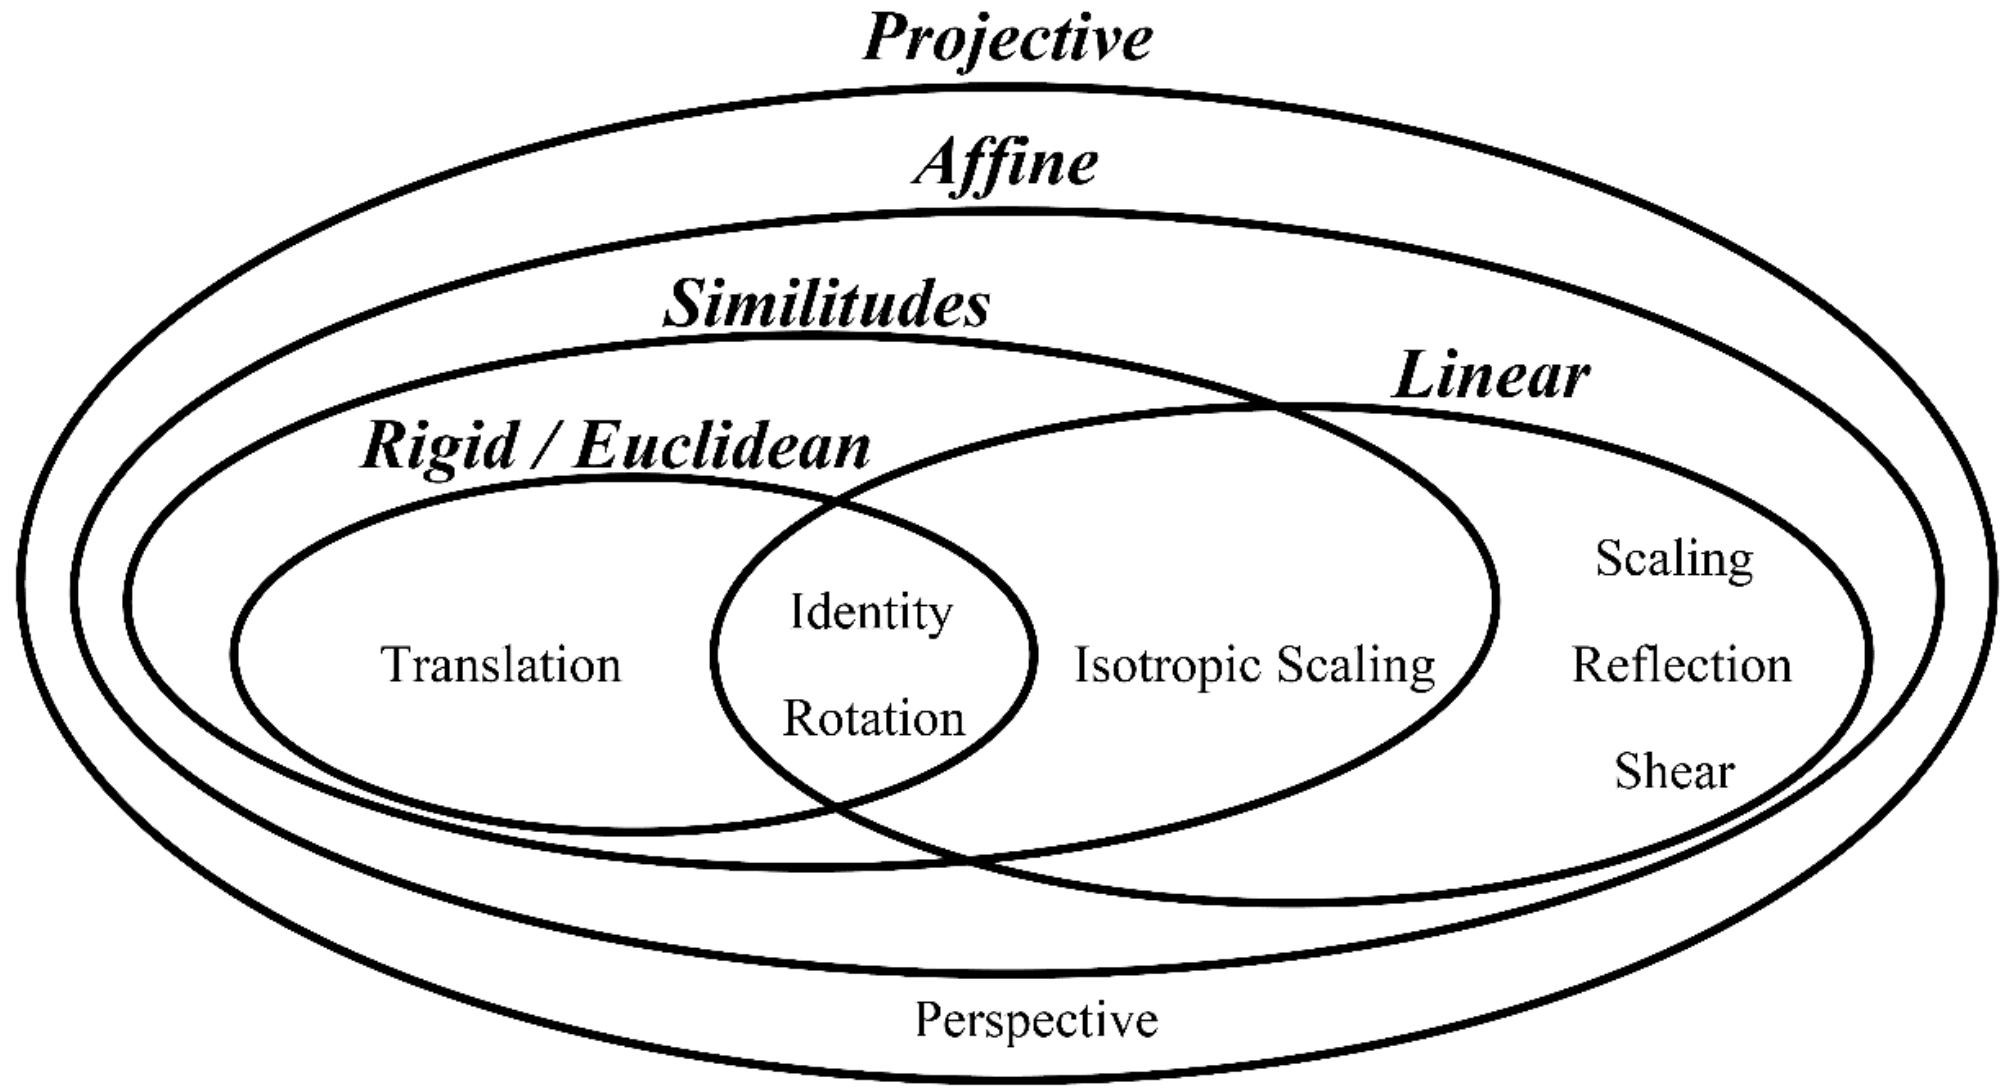 Projective
Affine
Similitudes
Linear
Rigid / Euclidean
Scaling
Identity
Translation
Isotropic Scaling
Reflection
Rotation
Shear
Perspective